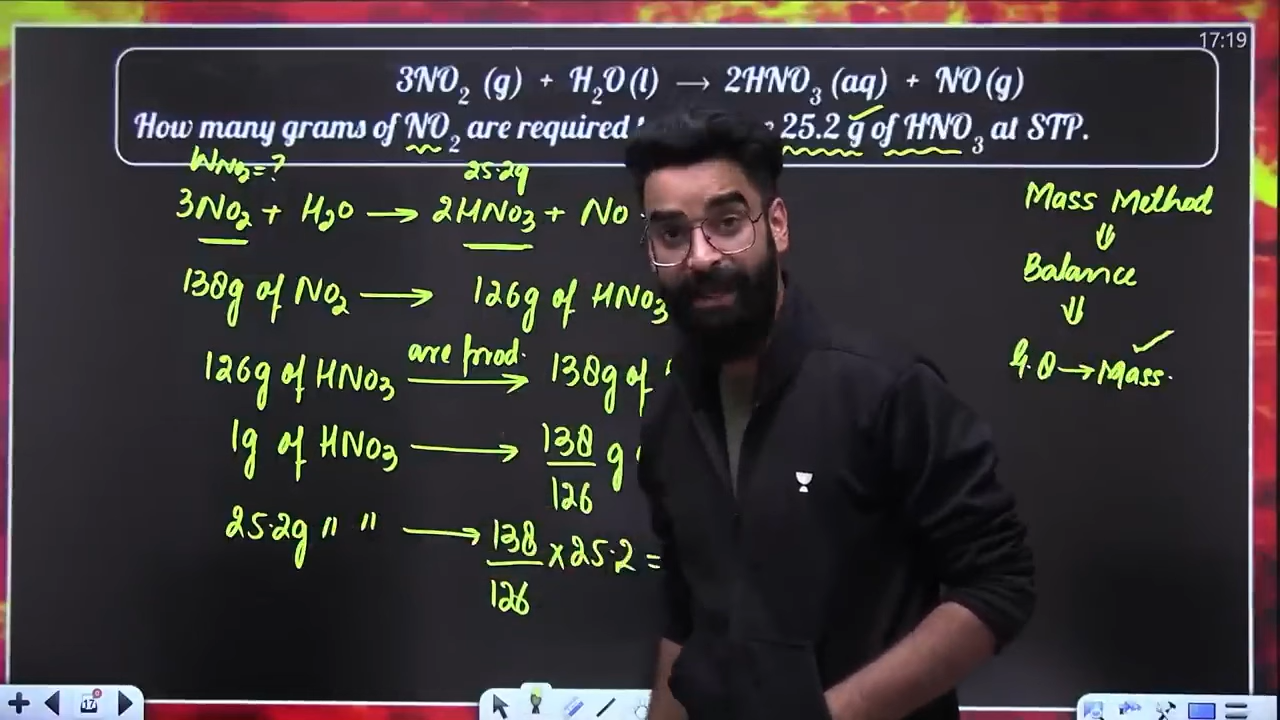 17:19
3NO₂ (g) + H₂O(l) → 2HNO₃ (aq) + NO(g)
How many grams of NO₂ are required 25.2 g of HNO₃ at STP.
W_NO₂=? 25.2g
3NO₂ + H₂O → 2HNO₃ + NO
138g of NO₂ → 126g of HNO₃
126g of HNO₃ are prod. → 138g of
1g of HNO₃ → 138/126 g
25.2g " " → 138/126 x 25.2 =
Mass Method
⇓
Balance
⇓
→ Mass.
17